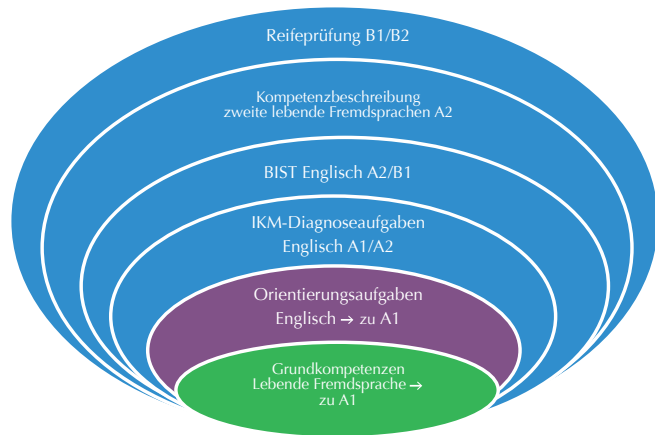 Reifeprüfung B1/B2
Kompetenzbeschreibung
zweite lebende Fremdsprachen A2
BIST Englisch A2/B1
IKM-Diagnoseaufgaben
Englisch A1/A2
Orientierungsaufgaben
Englisch → zu A1
Grundkompetenzen
Lebende Fremdsprache →
zu A1